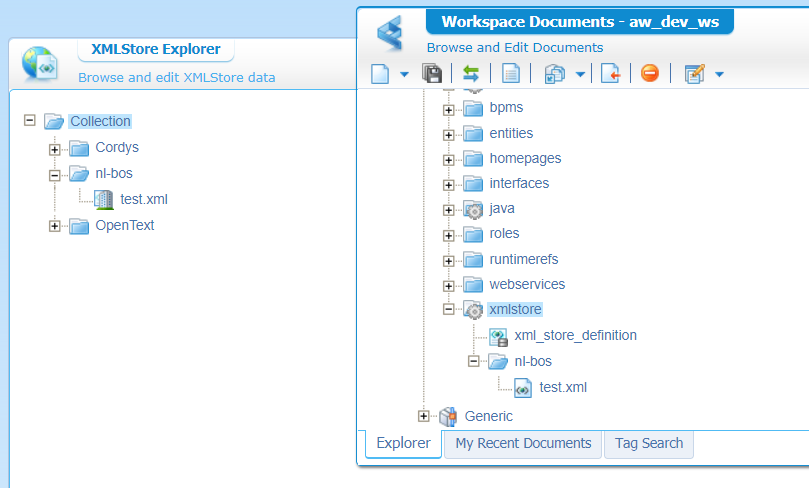 XMLStore Explorer
Browse and edit XMLStore data
Collection
Cordys
nl-bos
test.xml
OpenText
Workspace Documents - aw_dev_ws
Browse and Edit Documents
bpms
entities
homepages
interfaces
java
roles
runtimerefs
webservices
xmlstore
xml_store_definition
nl-bos
test.xml
Generic
Explorer
My Recent Documents
Tag Search